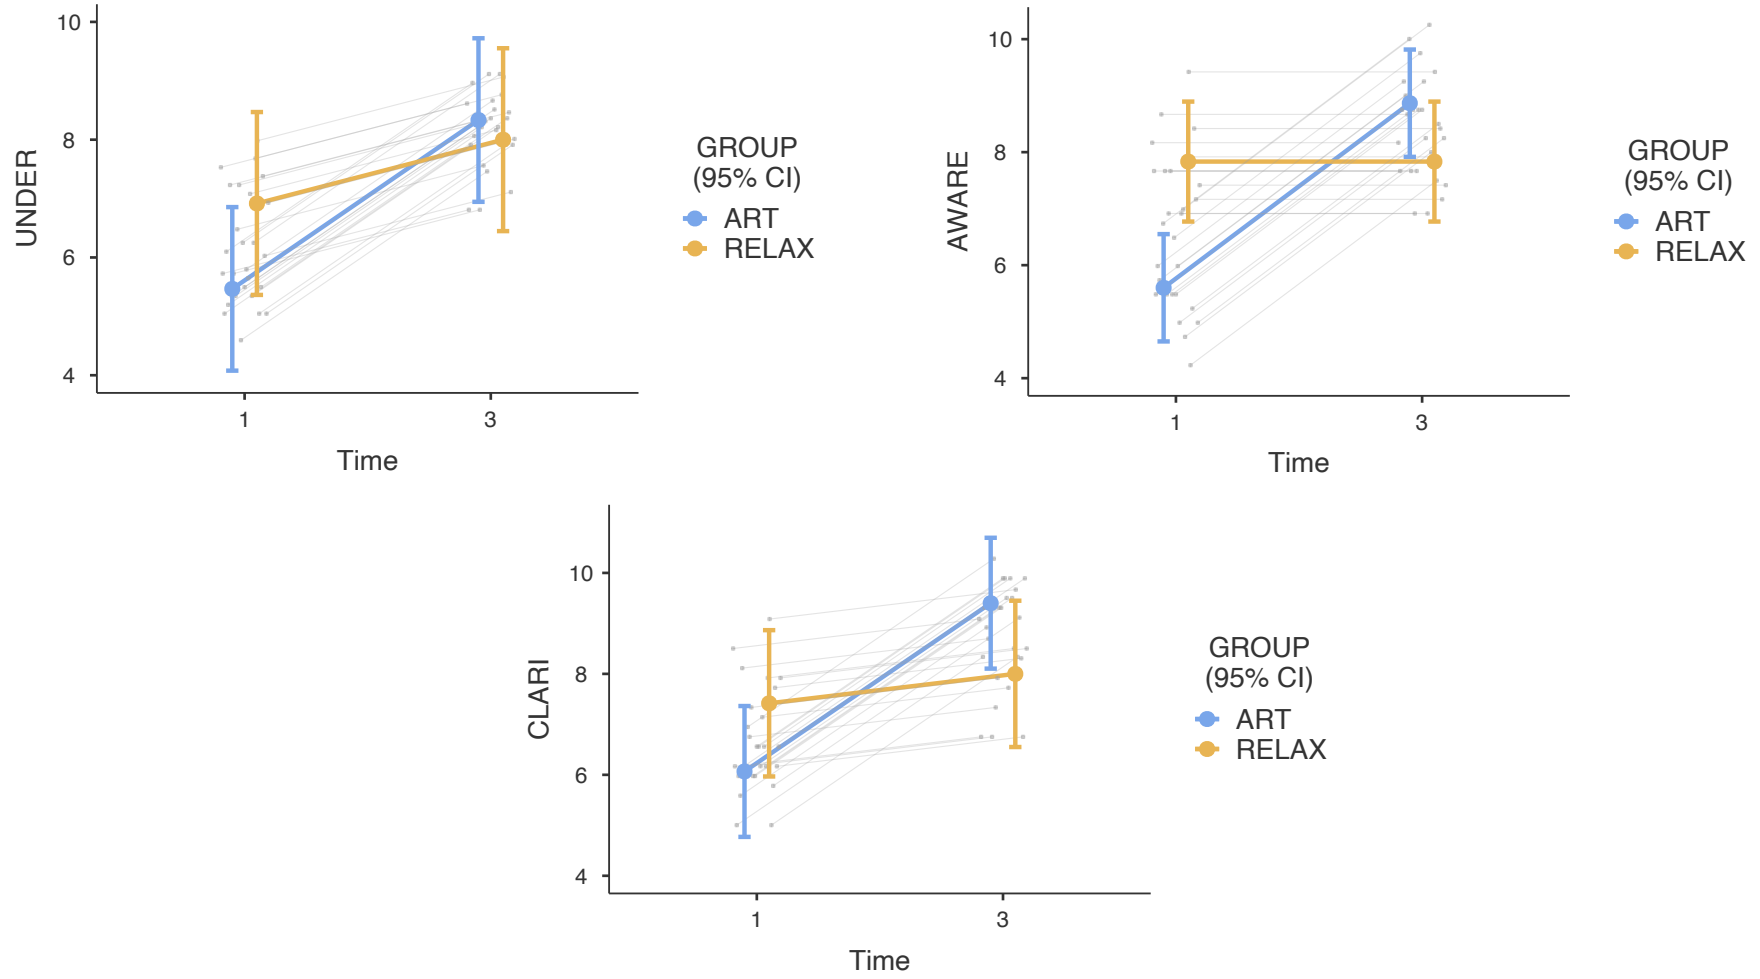 UNDER
10
8
6
4
1
3
Time
GROUP
(95% CI)
ART
RELAX
AWARE
10
8
6
4
1
3
Time
GROUP
(95% CI)
ART
RELAX
CLARI
10
8
6
4
1
3
Time
GROUP
(95% CI)
ART
RELAX